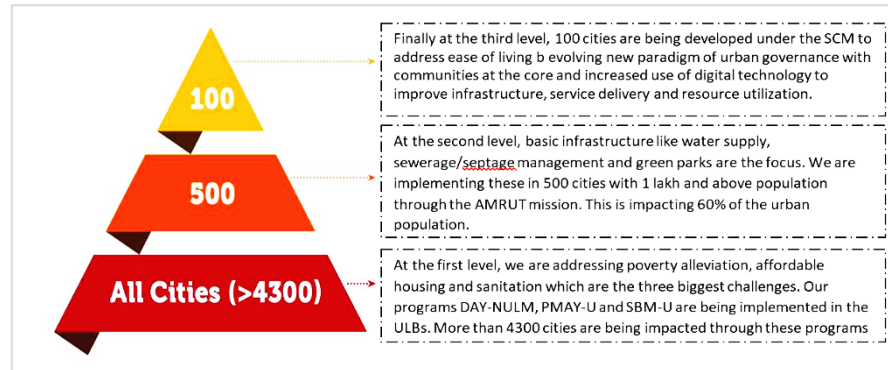 100
Finally at the third level, 100 cities are being developed under the SCM to
address ease of living b evolving new paradigm of urban governance with
communities at the core and increased use of digital technology to
improve infrastructure, service delivery and resource utilization.
500
At the second level, basic infrastructure like water supply,
sewerage/septage management and green parks are the focus. We are
implementing these in 500 cities with 1 lakh and above population
through the AMRUT mission. This is impacting 60% of the urban
population.
All Cities (>4300)
At the first level, we are addressing poverty alleviation, affordable
housing and sanitation which are the three biggest challenges. Our
programs DAY-NULM, PMAY-U and SBM-U are being implemented in the
ULBs. More than 4300 cities are being impacted through these programs